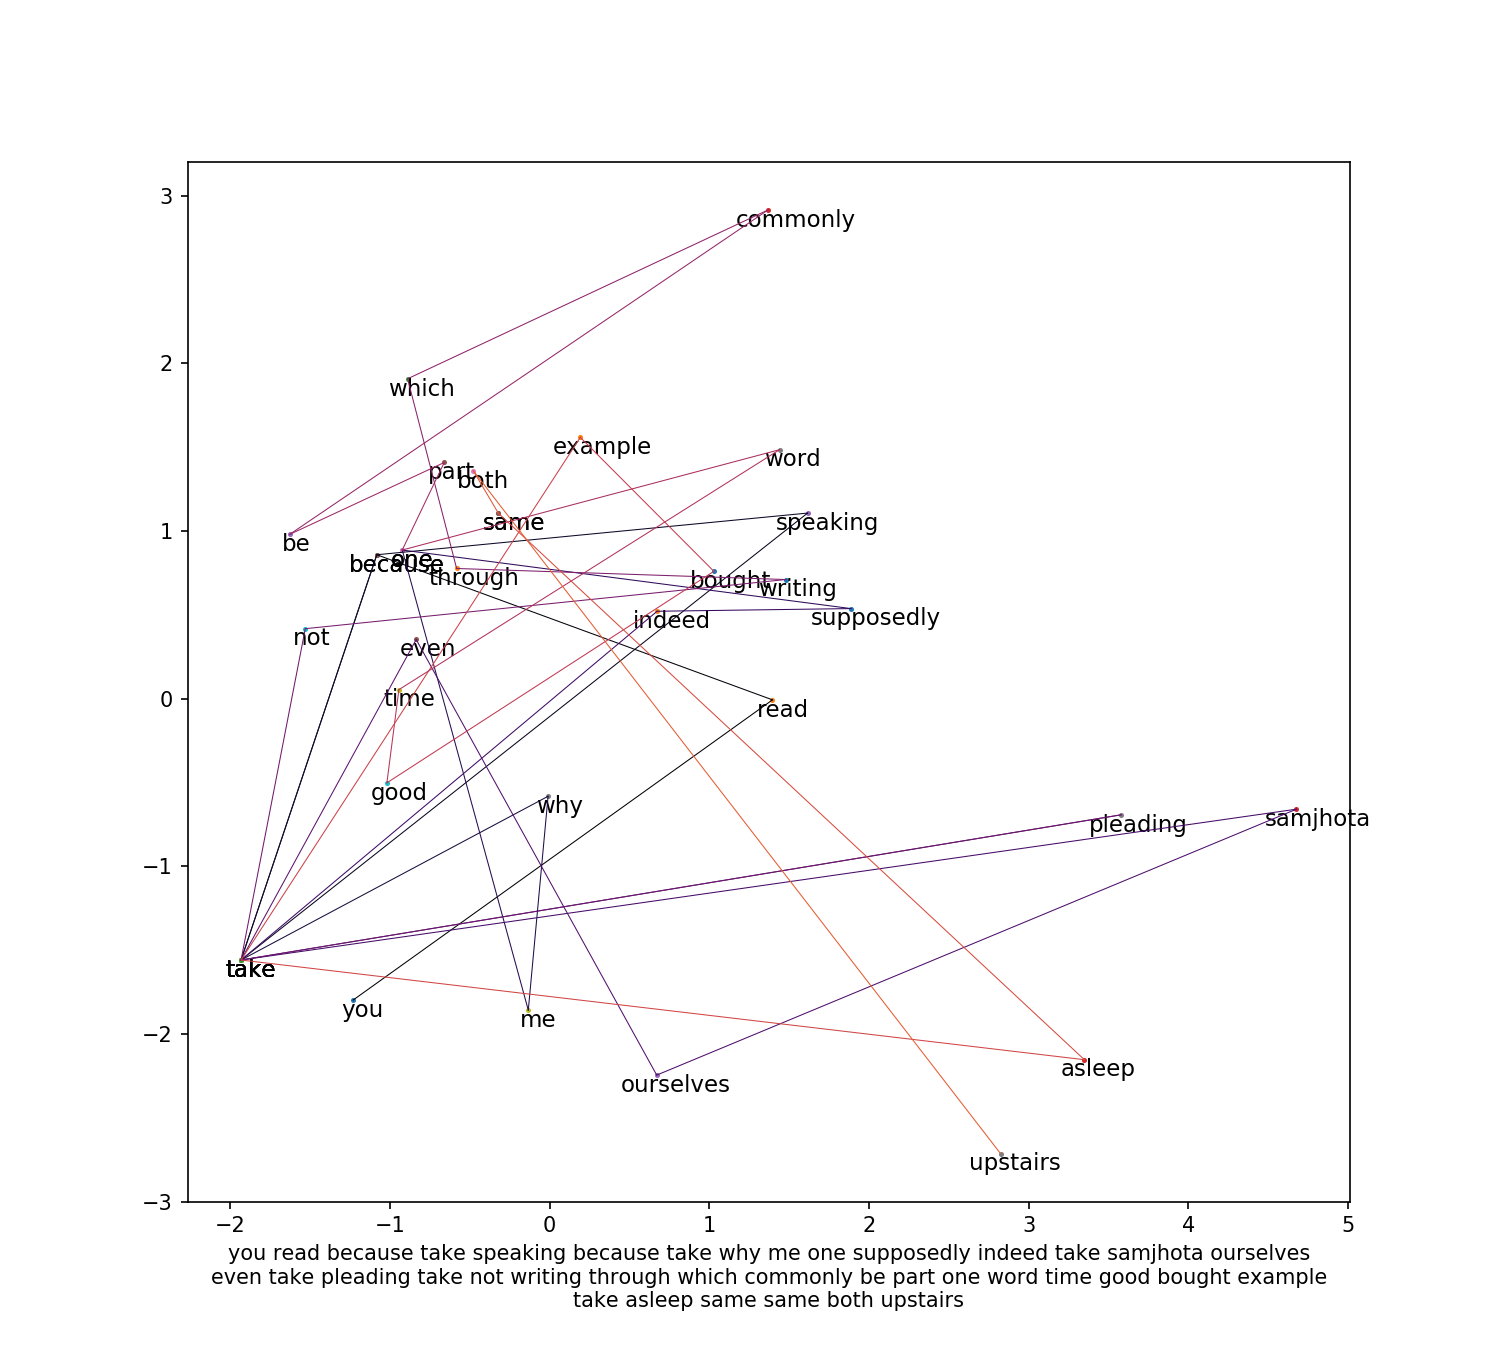 3
commonly
2
which
example
word
part
both
same
speaking
1
be
one
because
through
bought
writing
supposedly
indeed
not
even
time
read
0
good
why
pleading
samjhota
−1
take
you
me
−2
asleep
ourselves
upstairs
−3
−2 −1 0 1 2 3 4 5
you read because take speaking because take why me one supposedly indeed take samjhota ourselves
even take pleading take not writing through which commonly be part one word time good bought example
take asleep same same both upstairs